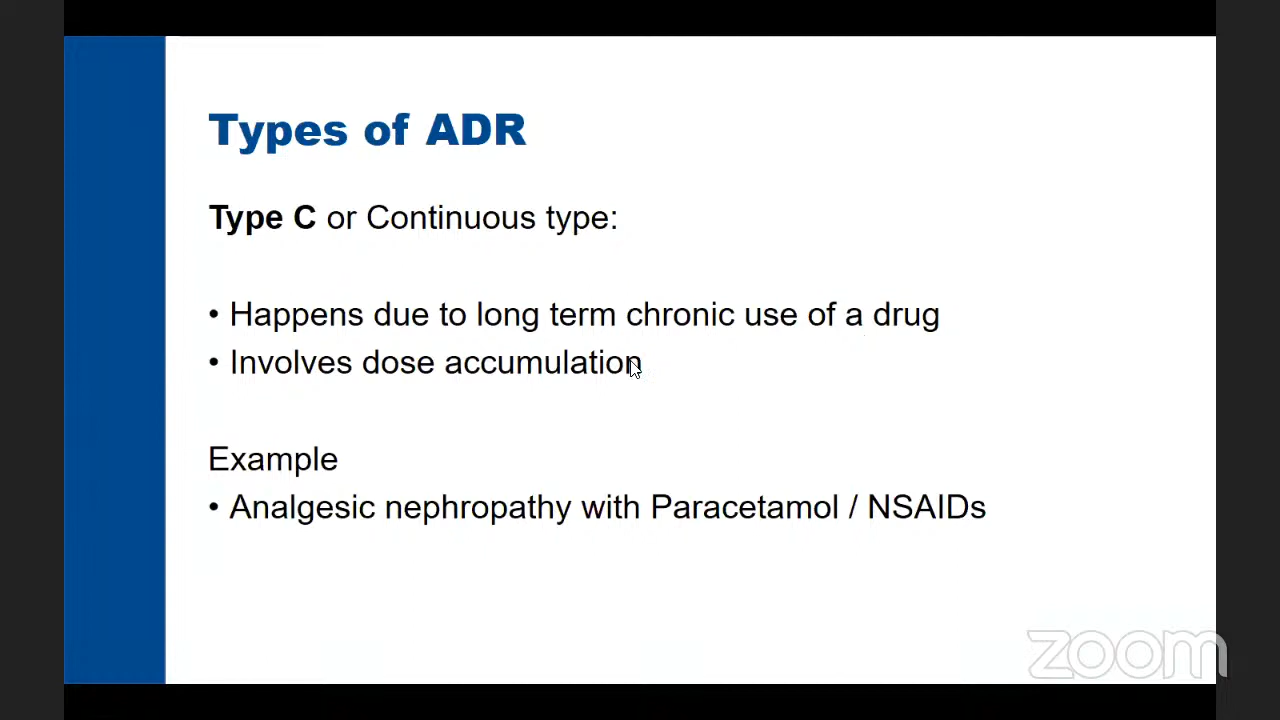 Types of ADR
Type C or Continuous type:
• Happens due to long term chronic use of a drug
• Involves dose accumulation
Example
• Analgesic nephropathy with Paracetamol / NSAIDs
zoom